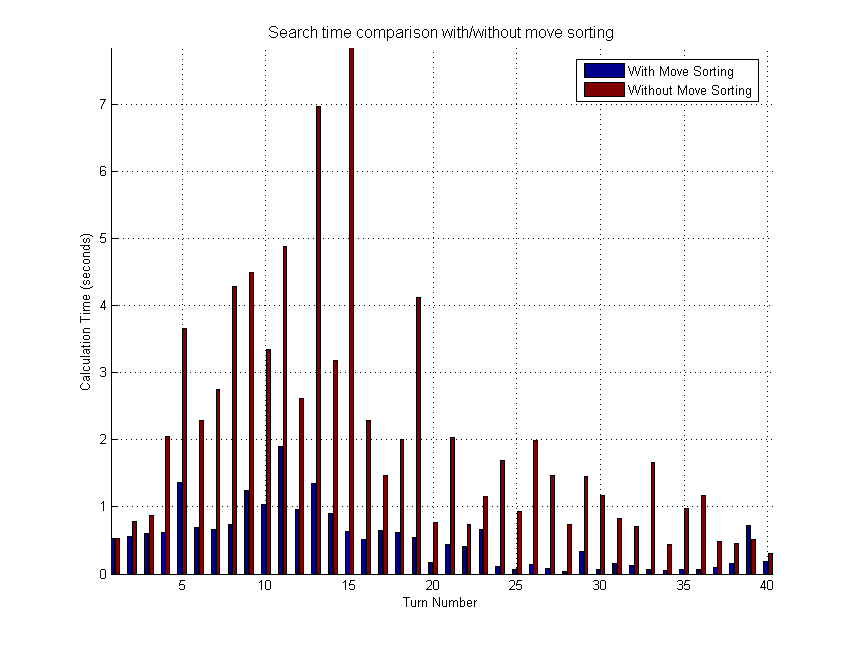 Search time comparison with/without move sorting
With Move Sorting
Without Move Sorting
7
6
5
4
3
2
1
0
Calculation Time (seconds)
5 10 15 20 25 30 35 40
Turn Number